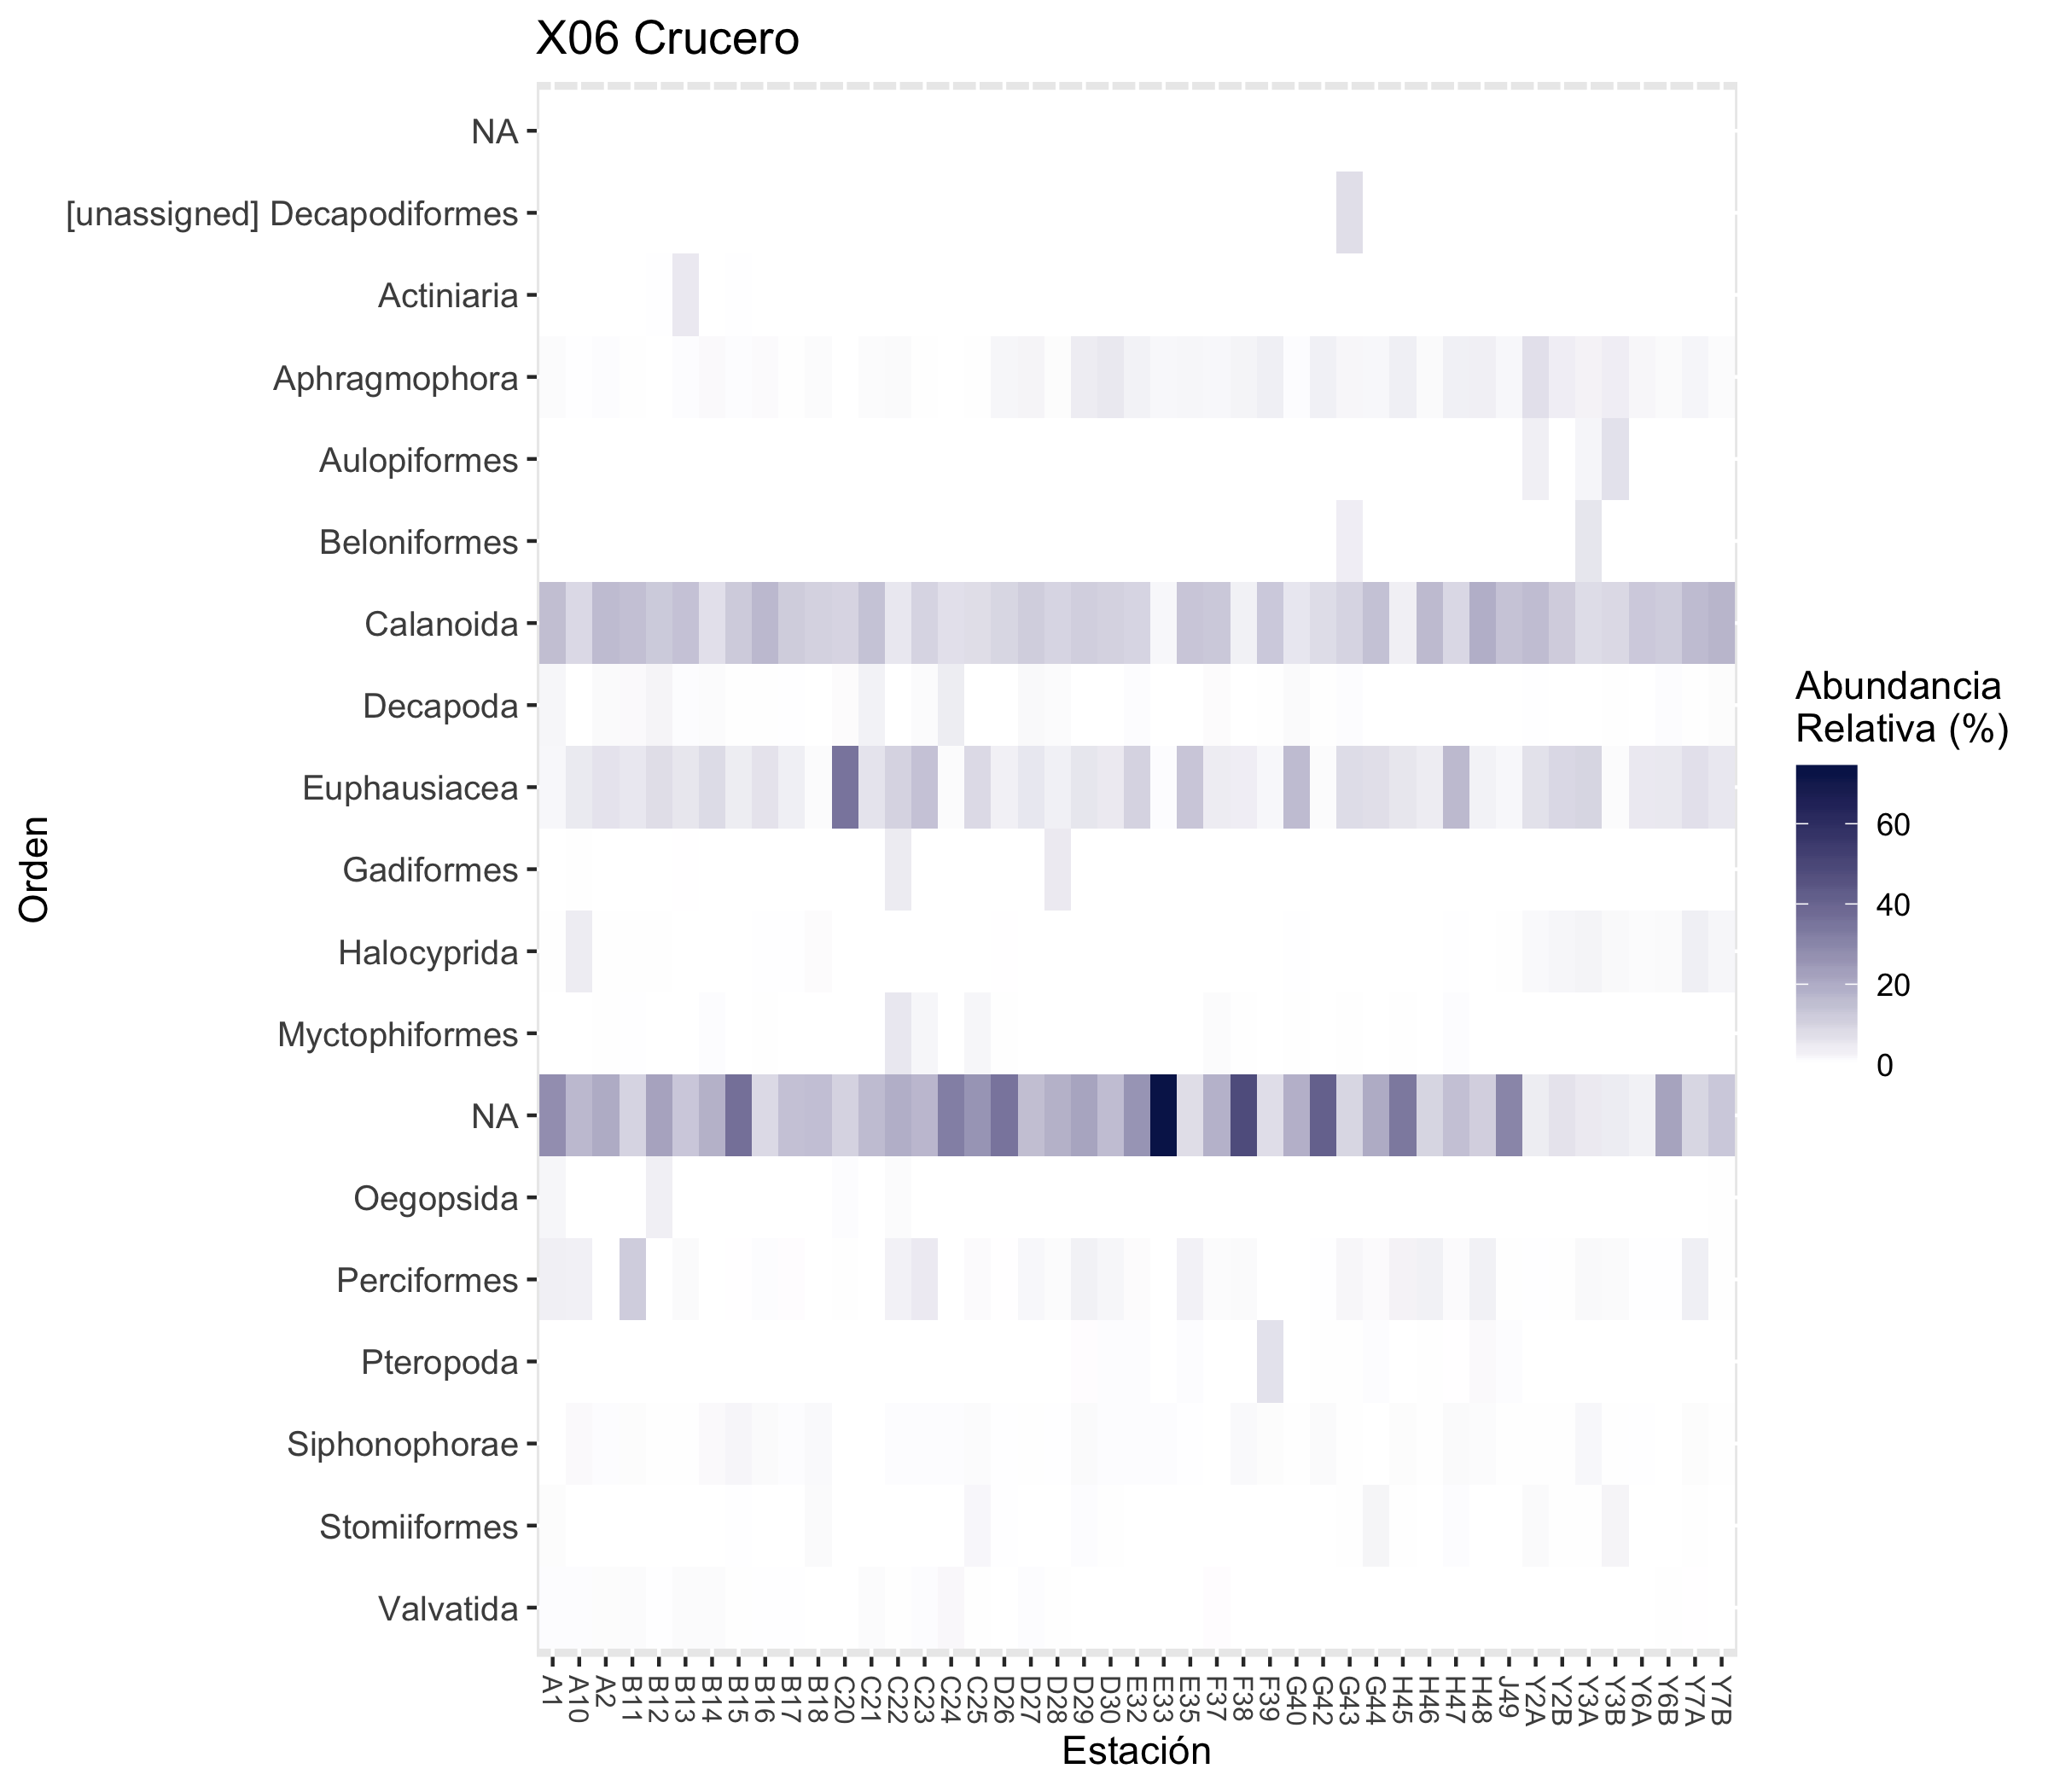 X06 Crucero
NA
[unassigned] Decapodiformes
Actiniaria
Aphragmophora
Aulopiformes
Beloniformes
Calanoida
Decapoda
Euphausiacea
Gadiformes
Halocyprida
Myctophiformes
NA
Oegopsida
Perciformes
Pteropoda
Siphonophorae
Stomiiformes
Valvatida
Orden
A1 A10 A2 B11 B12 B13 B14 B15 B16 B17 B18 C20 C21 C22 C23 C24 C25 D26 D27 D28 D29 D30 E32 E33 E35 F37 F38 F39 G40 G42 G43 G44 H45 H46 H47 H48 J49 Y2A Y2B Y3A Y3B Y6A Y6B Y7A Y7B
Estación
Abundancia
Relativa (%)
60
40
20
0